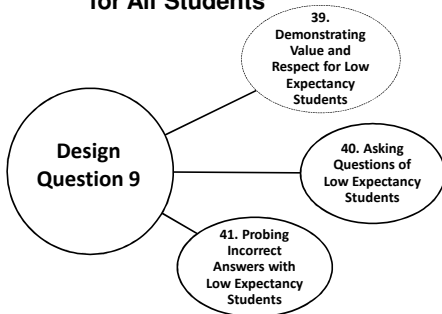 for All Students
39.
Demonstrating
Value and
Respect for Low
Expectancy
Students
Design
Question 9
40. Asking
Questions of
Low Expectancy
Students
41. Probing
Incorrect
Answers with
Low Expectancy
Students